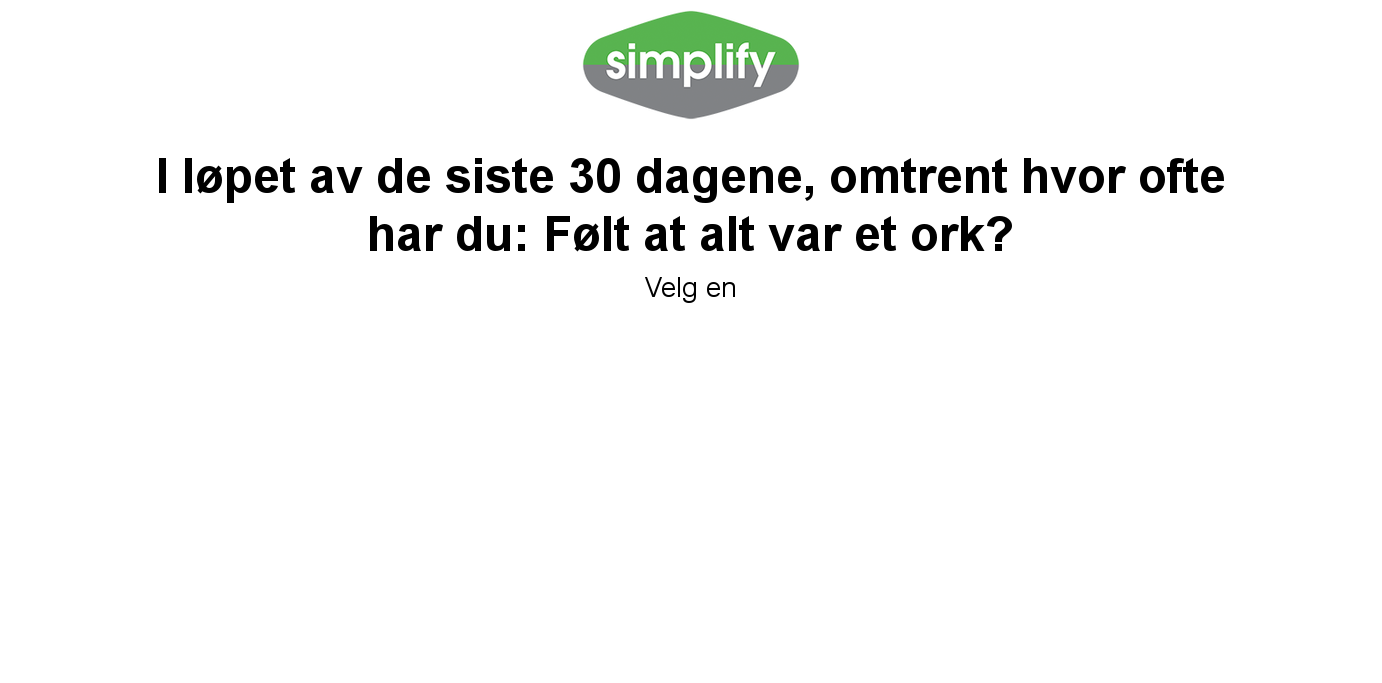 simplify
I løpet av de siste 30 dagene, omtrent hvor ofte
har du: Følt at alt var et ork?
Velg en